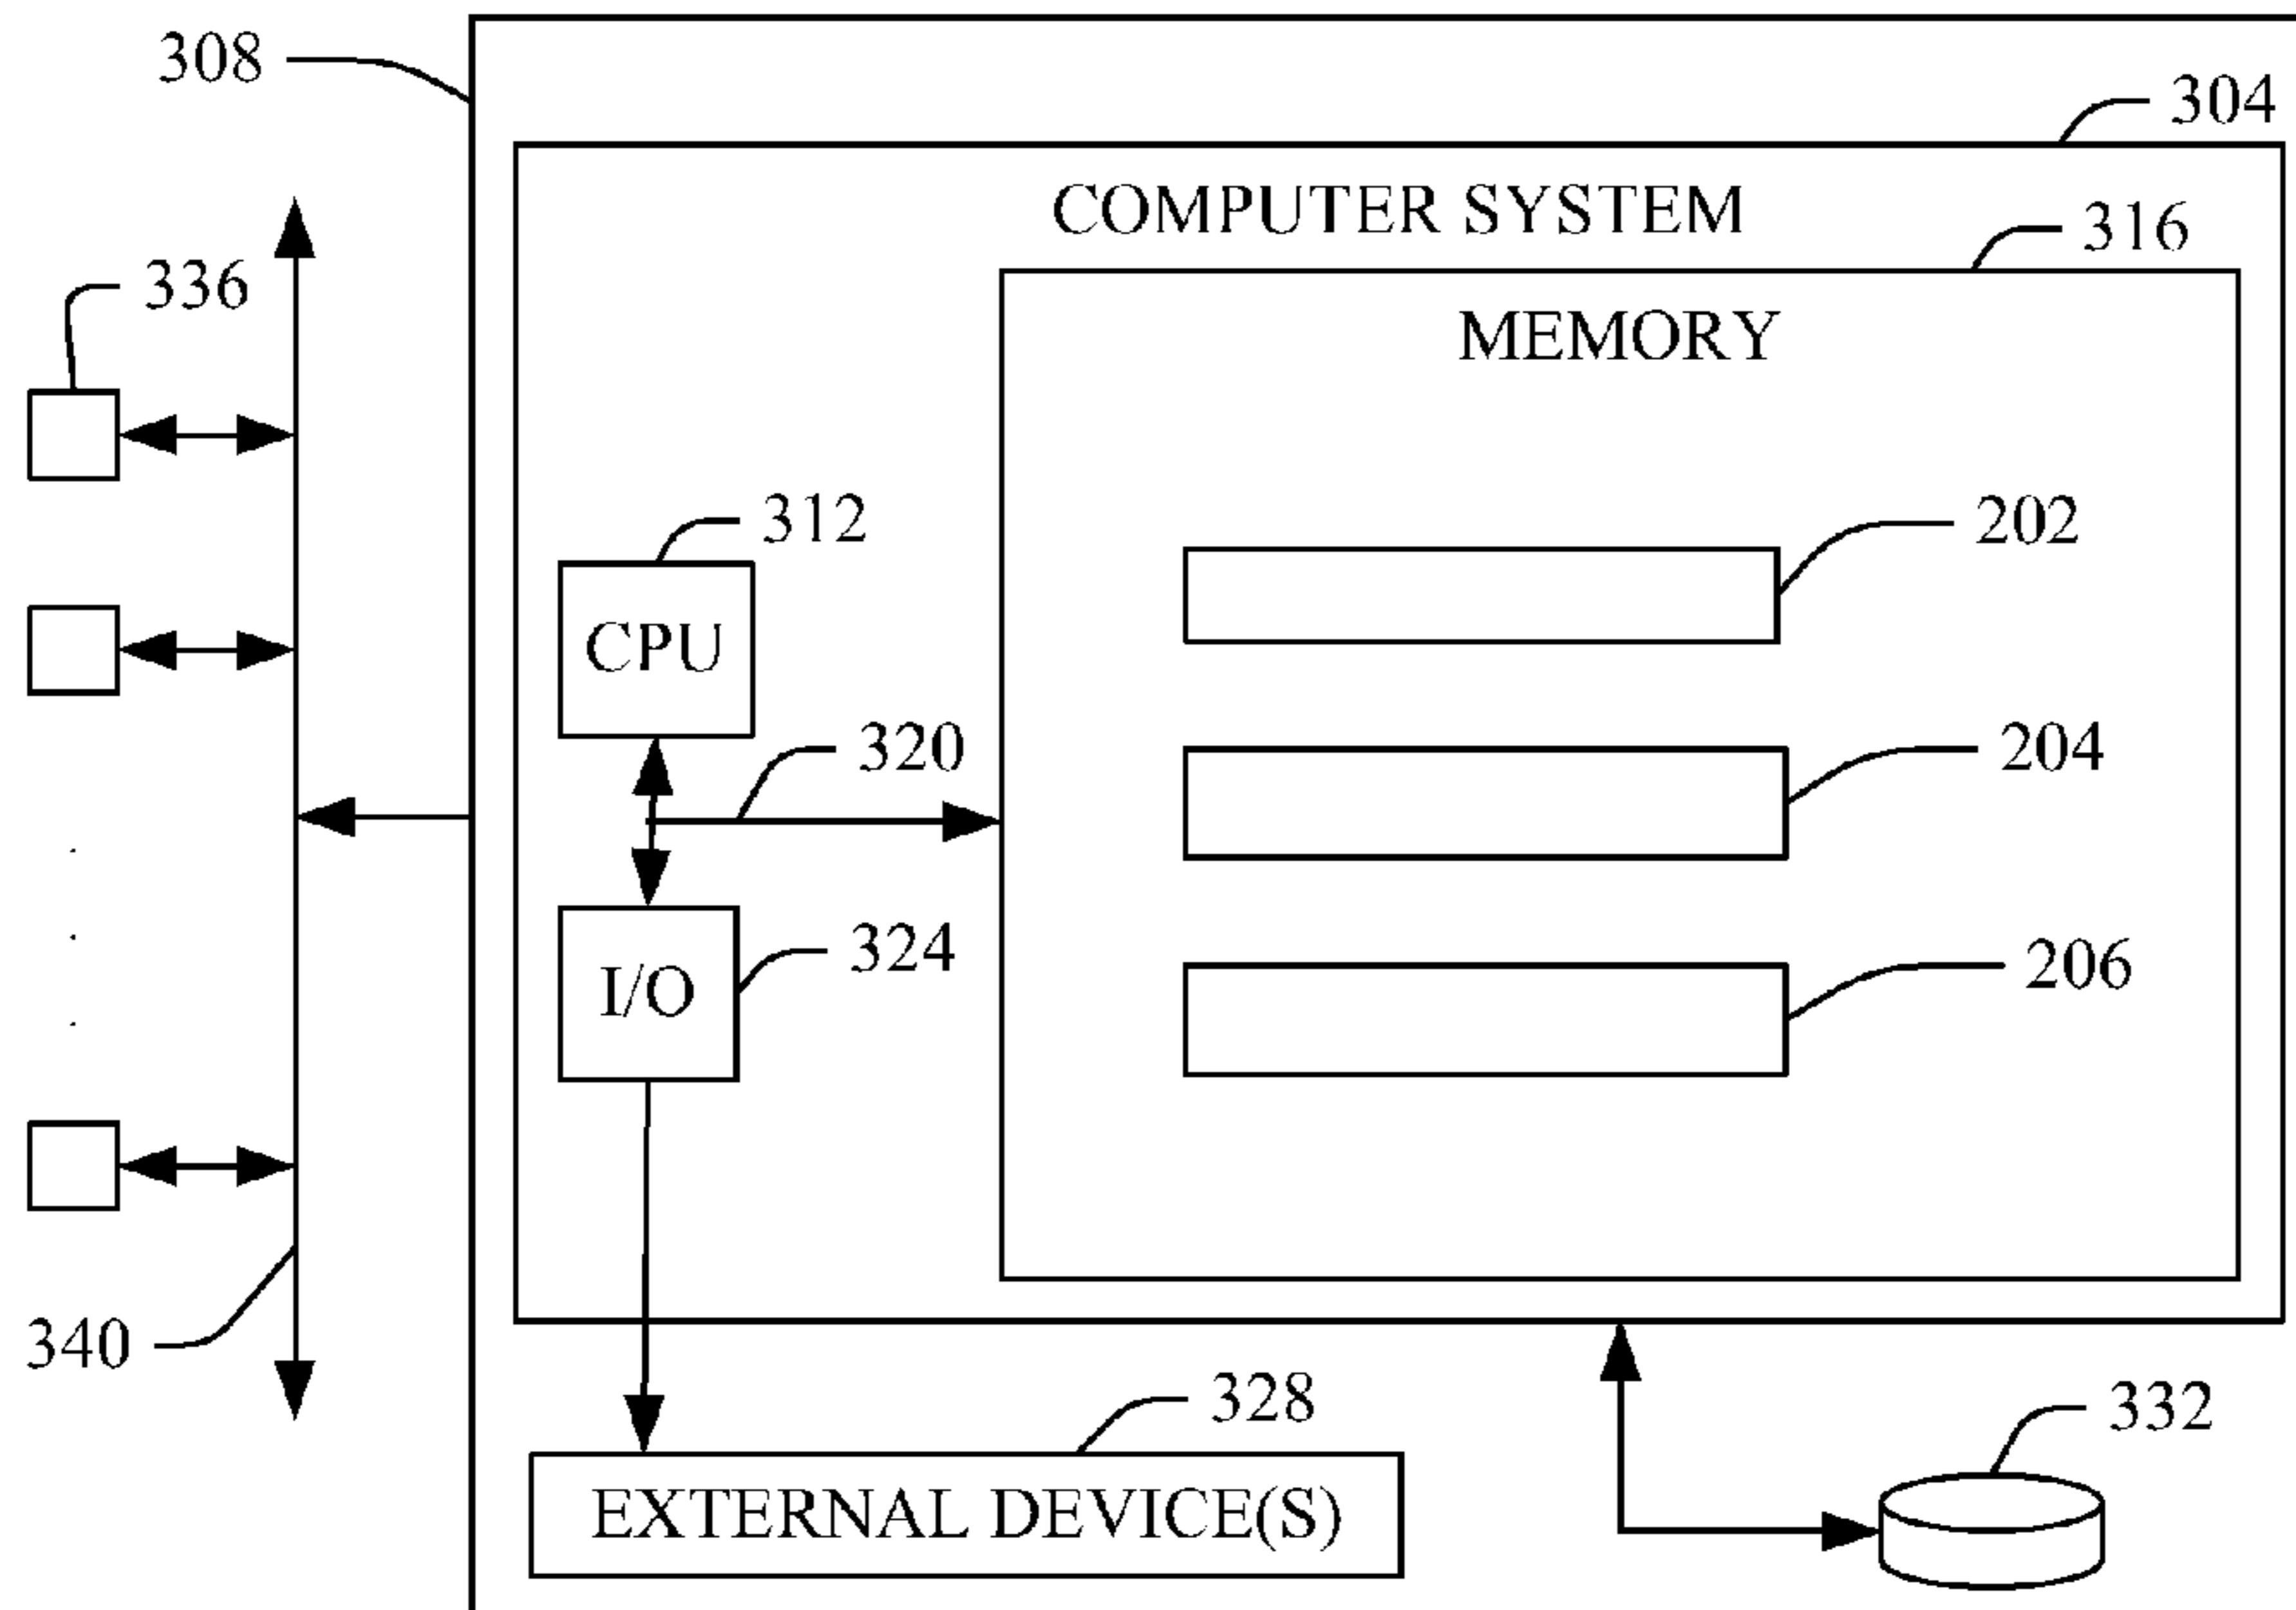 308
304
COMPUTER SYSTEM
316
336
MEMORY
312
202
CPU
320
204
324
206
I/O
340
328
332
EXTERNAL DEVICE(S)